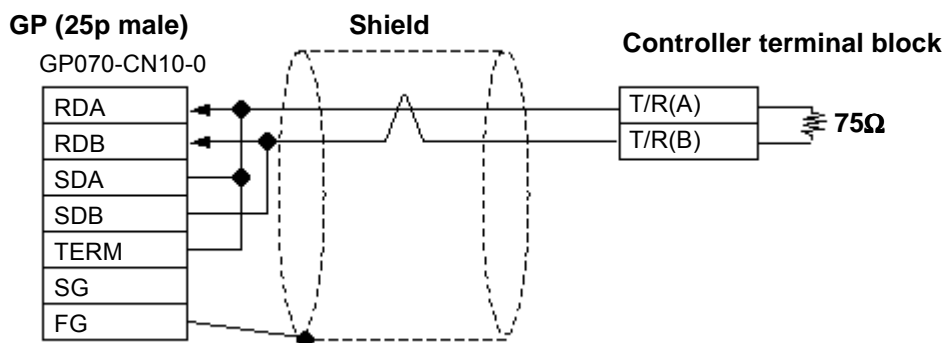 GP (25p male)
Shield
Controller terminal block
GP070-CN10-0
RDA
RDB
SDA
SDB
TERM
SG
FG
T/R(A)
T/R(B)
75Ω